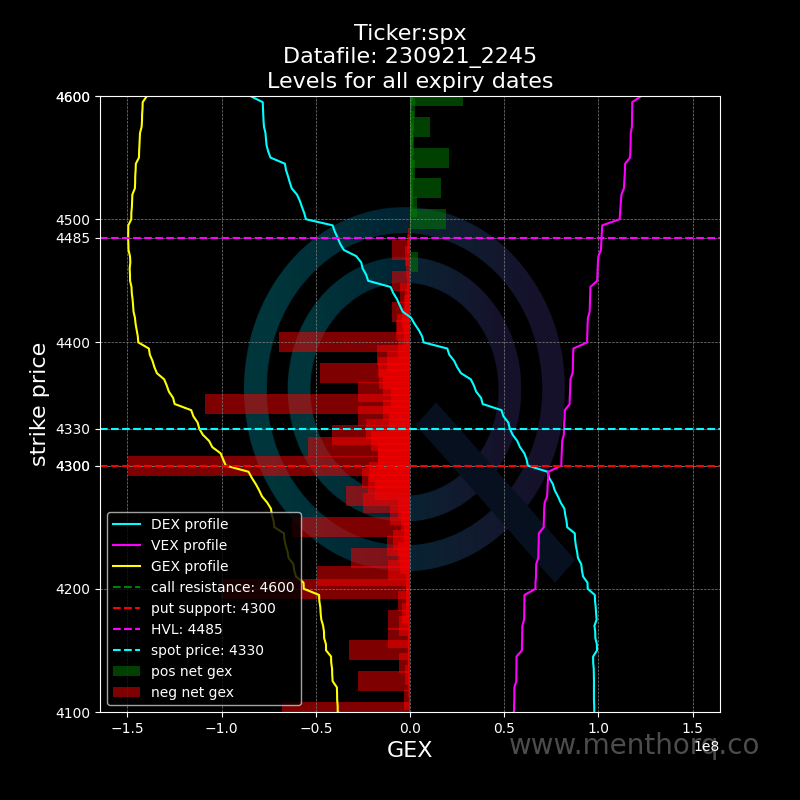 Ticker:spx
Datafile: 230921_2245
Levels for all expiry dates
4600
4500
4485
4400
4330
4300
4200
4100
strike price
DEX profile
VEX profile
GEX profile
call resistance: 4600
put support: 4300
HVL: 4485
spot price: 4330
pos net gex
neg net gex
−1.5 −1.0 −0.5 0.0 0.5 1.0 1.5
1e8
GEX
www.menthorq.co